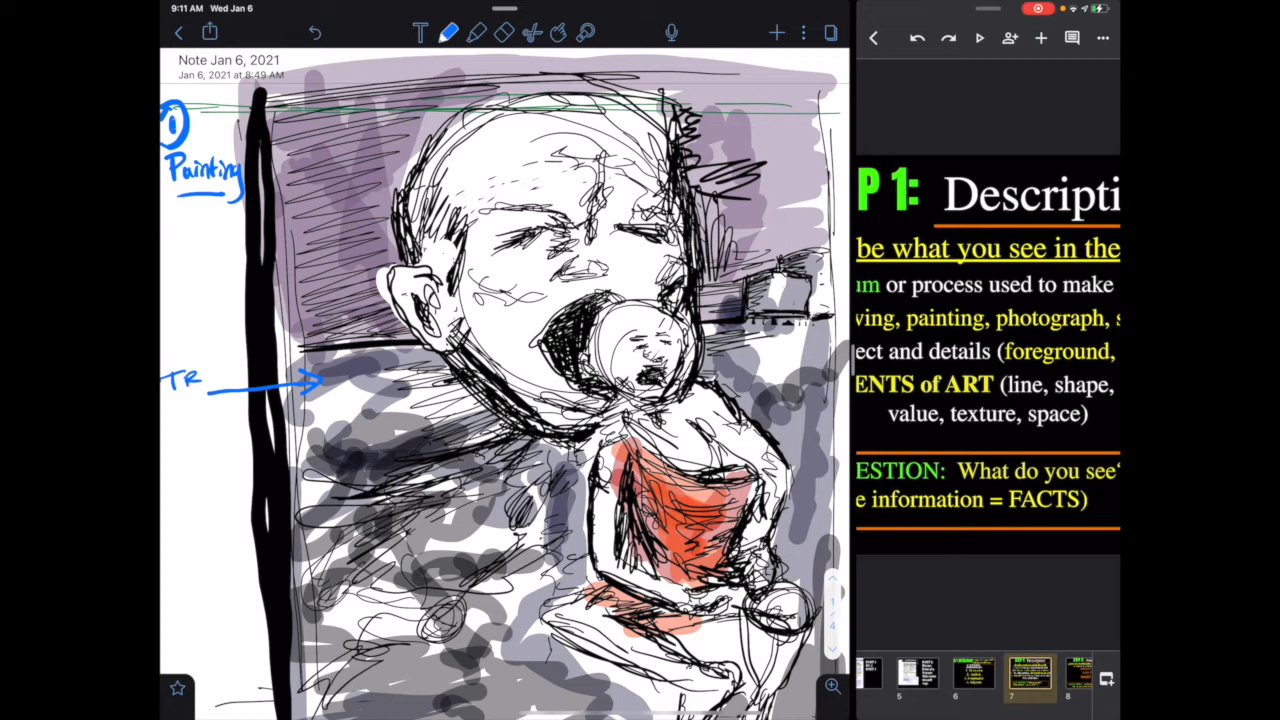 9:11 AM Wed Jan 6
Note Jan 6, 2021
Jan 6, 2021 at 8:49 AM
1
Painting
TR
1
4
P 1: Descripti
be what you see in the
um or process used to make
ving, painting, photograph, s
ect and details (foreground,
ENTS of ART (line, shape,
value, texture, space)
ESTION: What do you see
e information = FACTS)
5
6
7
8